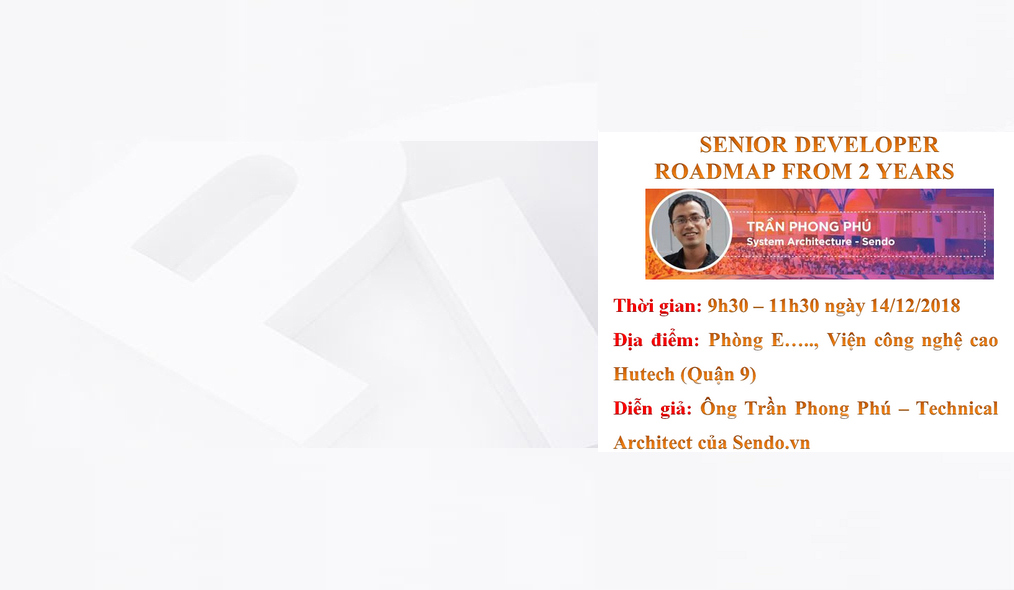 SENIOR DEVELOPER
ROADMAP FROM 2 YEARS
TRẦN PHONG PHÚ
System Architecture - Sendo
Thời gian: 9h30 – 11h30 ngày 14/12/2018
Địa điểm: Phòng E….., Viện công nghệ cao
Hutech (Quận 9)
Diễn giả: Ông Trần Phong Phú – Technical
Architect của Sendo.vn